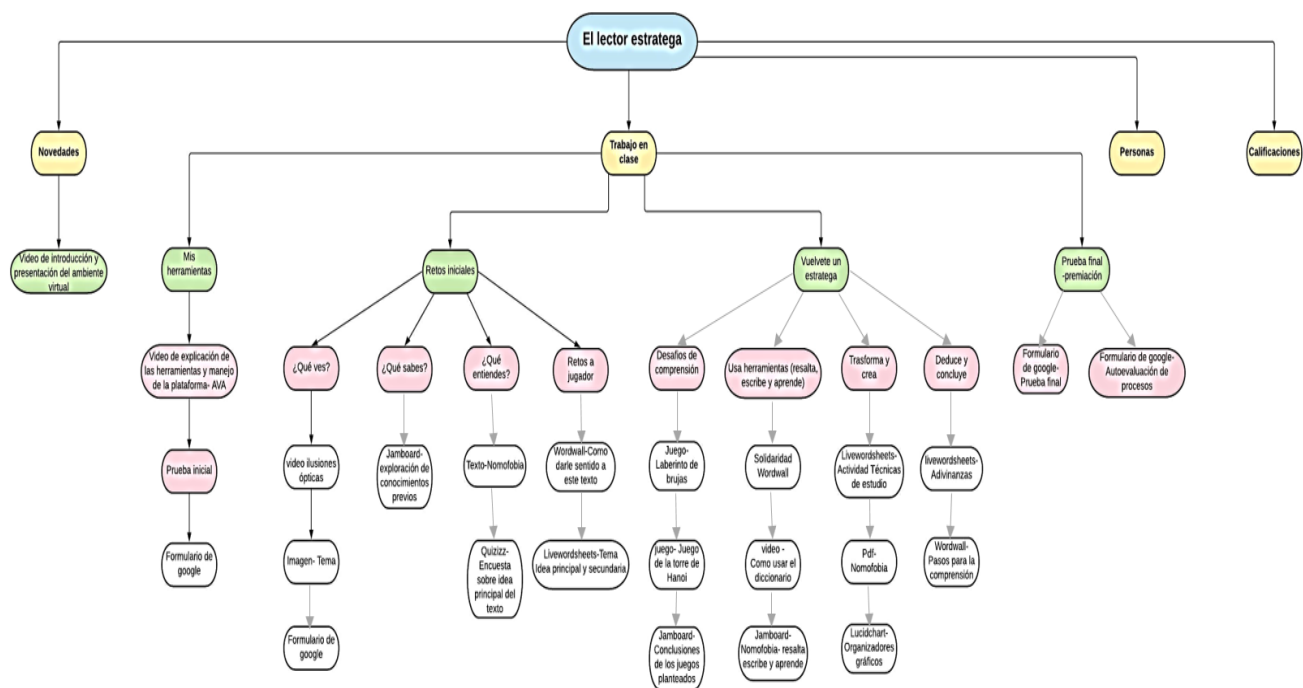 El lector estratega
Novedades
Trabajo en
clase
Personas
Calificaciones
Video de introducción y
presentación del ambiente
virtual
Mis
herramientas
Retos iniciales
Vuelvete un
estratega
Prueba final
-premiación
Video de explicación de
las herramientas y manejo
de la plataforma- AVA
¿Qué ves?
¿Qué sabes?
¿Qué
entiendes?
Retos a
jugador
Desafios de
comprensión
Usa herramientas (resalta,
escribe y aprende)
Trasforma y
crea
Deduce y
concluye
Formulario
de google-
Prueba final
Formulario de google-
Autoevaluación de
procesos
Prueba inicial
video ilusiones
ópticas
Jamboard-
exploración de
conocimientos
previos
Texto-Nomofobia
Wordwall-Como
darle sentido a
este texto
Juego-
Laberinto de
brujas
Solidaridad
Wordwall
Livewordsheets-
Actividad Técnicas
de estudio
livewordsheets-
Adivinanzas
Formulario de
google
Imagen- Tema
Quizizz-
Encuesta
sobre idea
principal del
texto
Livewordsheets-Tema
Idea principal y secundaria
juego- Juego
de la torre de
Hanoi
video -
Como usar el
diccionario
Pdf-
Nomofobia
Wordwall-
Pasos para la
comprensión
Formulario de
google
Jamboard-
Conclusiones
de los juegos
planteados
Jamboard-
Nomofobia- resalta
escribe y aprende
Lucidchart-
Organizadores
gráficos